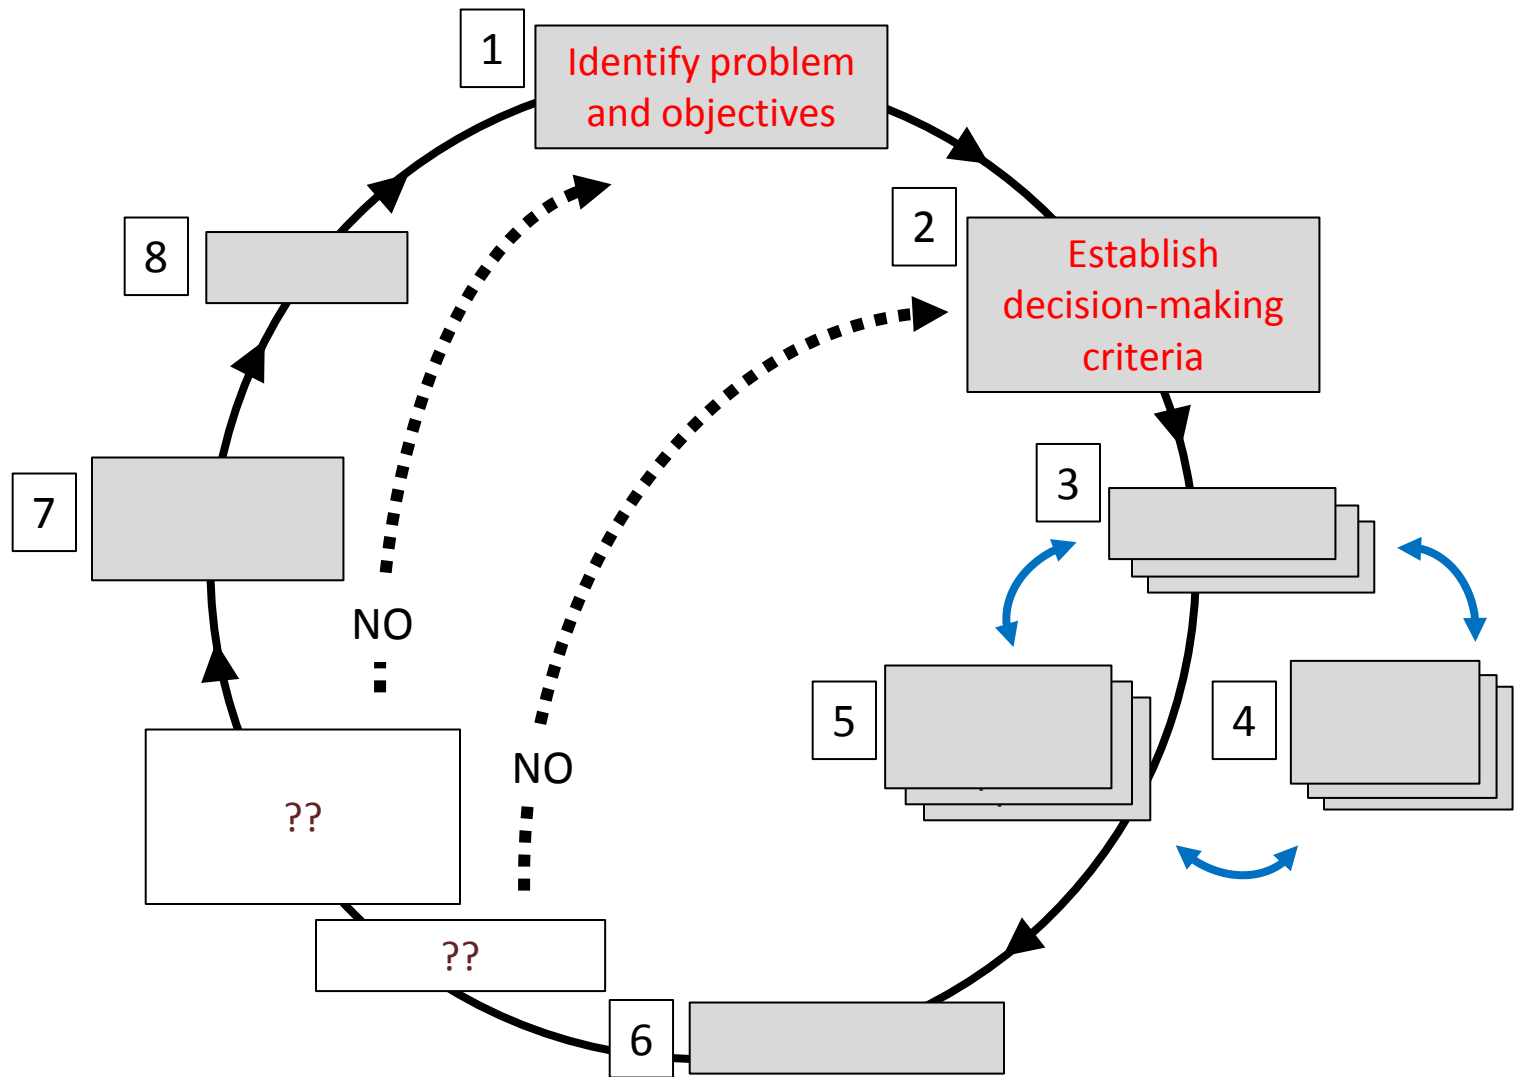 1
Identify problem
and objectives
2
Establish
decision-making
criteria
8
3
7
NO
5
4
NO
??
??
6